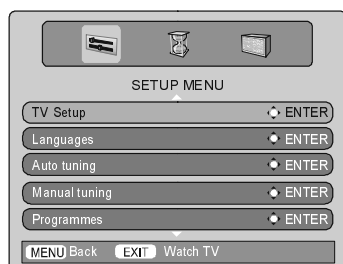 SETUP MENU
TV Setup ENTER
Languages ENTER
Auto tuning ENTER
Manual tuning ENTER
Programmes ENTER
MENU Back EXIT Watch TV